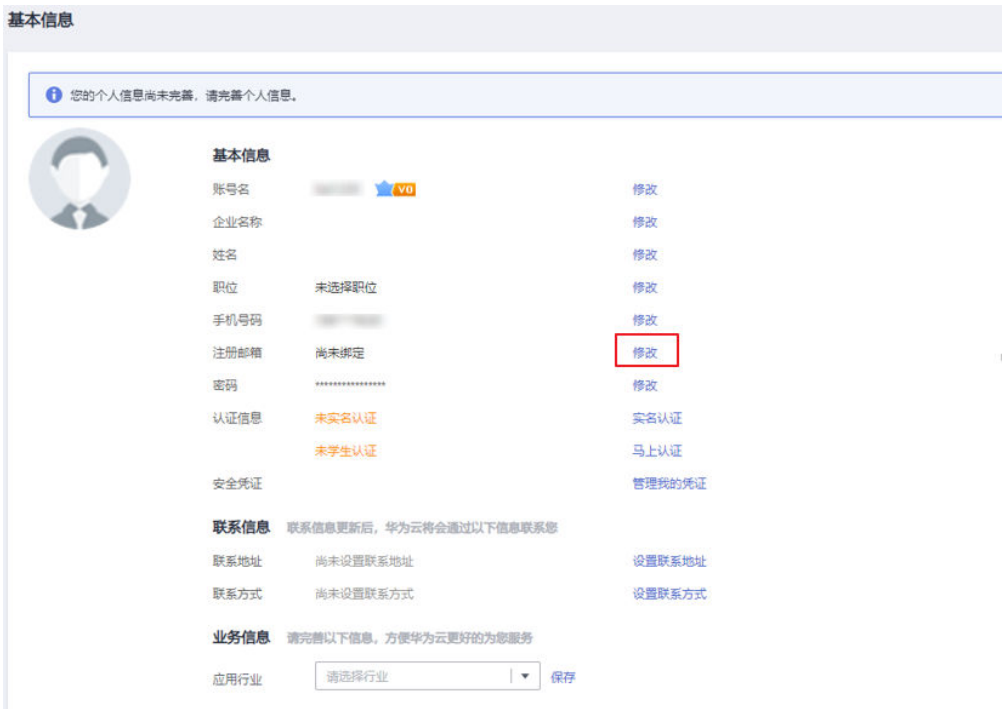 基本信息
您的个人信息尚未完善，请完善个人信息。
基本信息
账号名 V0 修改
企业名称 修改
姓名 修改
职位 未选择职位 修改
手机号码 修改
注册邮箱 尚未绑定 修改
密码 **************** 修改
认证信息 未实名认证 实名认证
未学生认证 马上认证
安全凭证 管理我的凭证
联系信息 联系信息更新后，华为云将会通过以下信息联系您
联系地址 尚未设置联系地址 设置联系地址
联系方式 尚未设置联系方式 设置联系方式
业务信息 请完善以下信息，方便华为云更好的为您服务
应用行业 请选择行业 保存